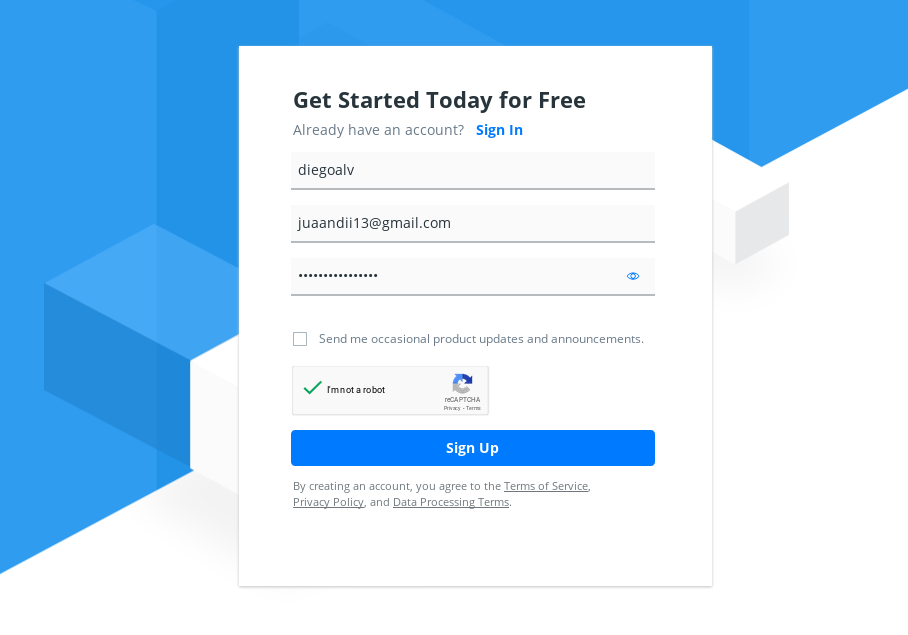 Get Started Today for Free
Already have an account? Sign In
diegoalv
juaandii13@gmail.com
••••••••••••••••
Send me occasional product updates and announcements.
I'm not a robot
reCAPTCHA
Privacy - Terms
Sign Up
By creating an account, you agree to the Terms of Service,
Privacy Policy, and Data Processing Terms.